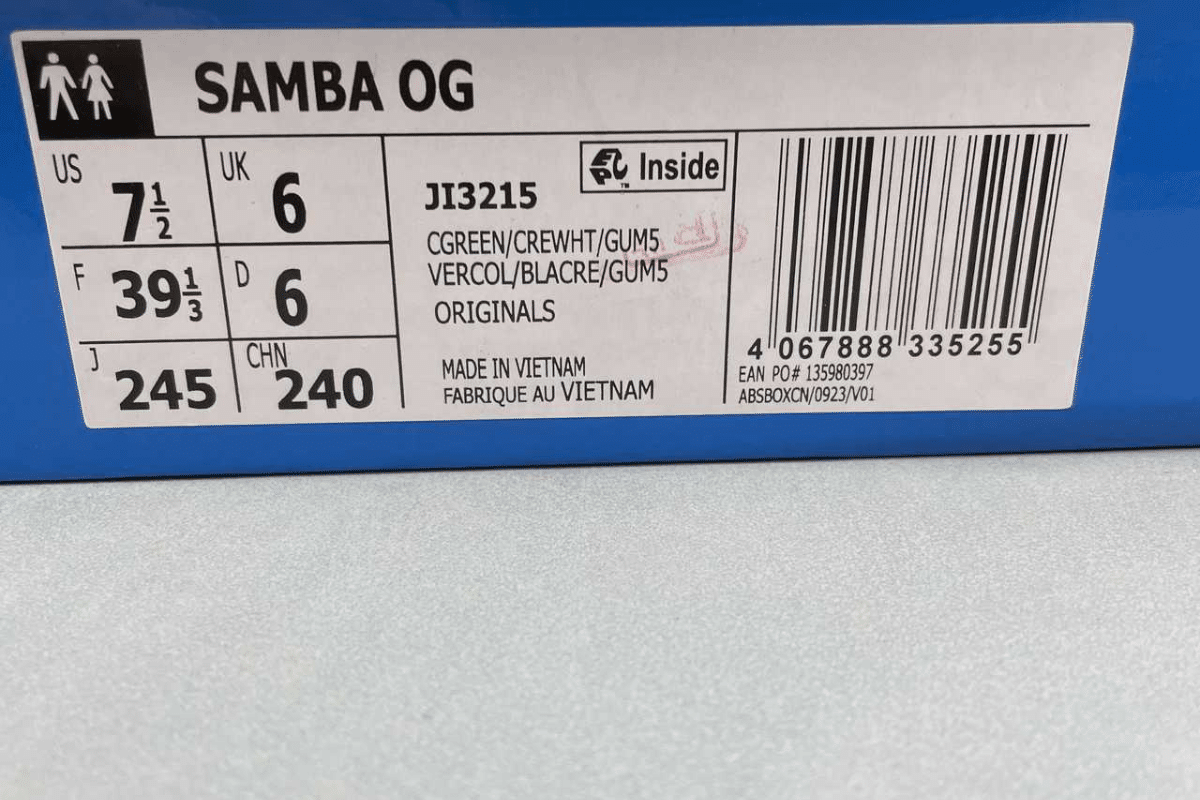 SAMBA OG
US 7½ UK 6
F 39⅓ D 6
J 245 CHN 240
Inside
JI3215
CGREEN/CREWHT/GUM5
VERCOL/BLACRE/GUM5
ORIGINALS
MADE IN VIETNAM
FABRIQUE AU VIETNAM
4 067888 335255
EAN PO# 135980397
ABSBOXCN/0923/V01